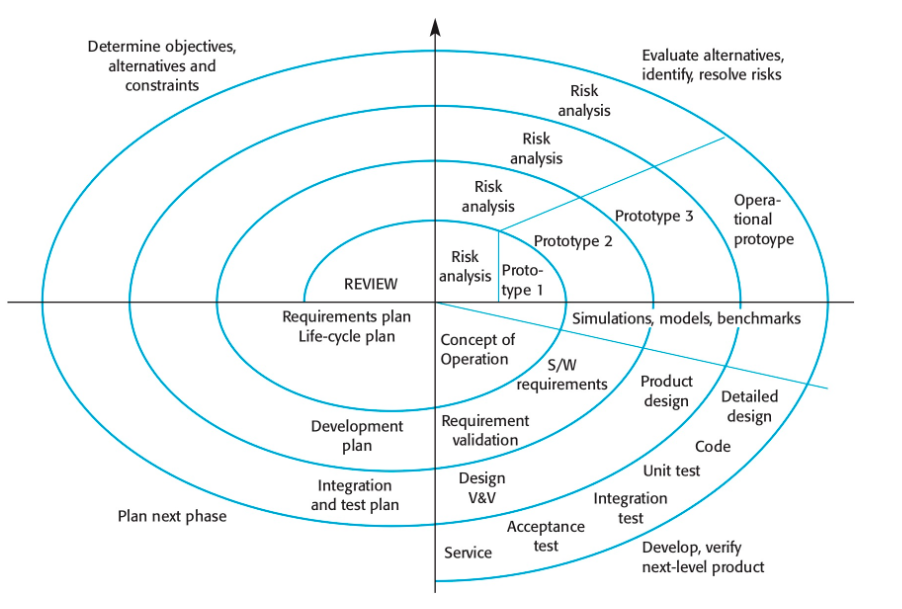 Determine objectives,
alternatives and
constraints
Evaluate alternatives,
identify, resolve risks
Risk
analysis
Risk
analysis
Risk
analysis
Risk
analysis
Proto-
type 1
Prototype 2
Prototype 3
Opera-
tional
protoype
REVIEW
Requirements plan
Life-cycle plan
Simulations, models, benchmarks
Concept of
Operation
S/W
requirements
Product
design
Detailed
design
Development
plan
Requirement
validation
Code
Unit test
Integration
and test plan
Design
V&V
Integration
test
Plan next phase
Acceptance
test
Service
Develop, verify
next-level product